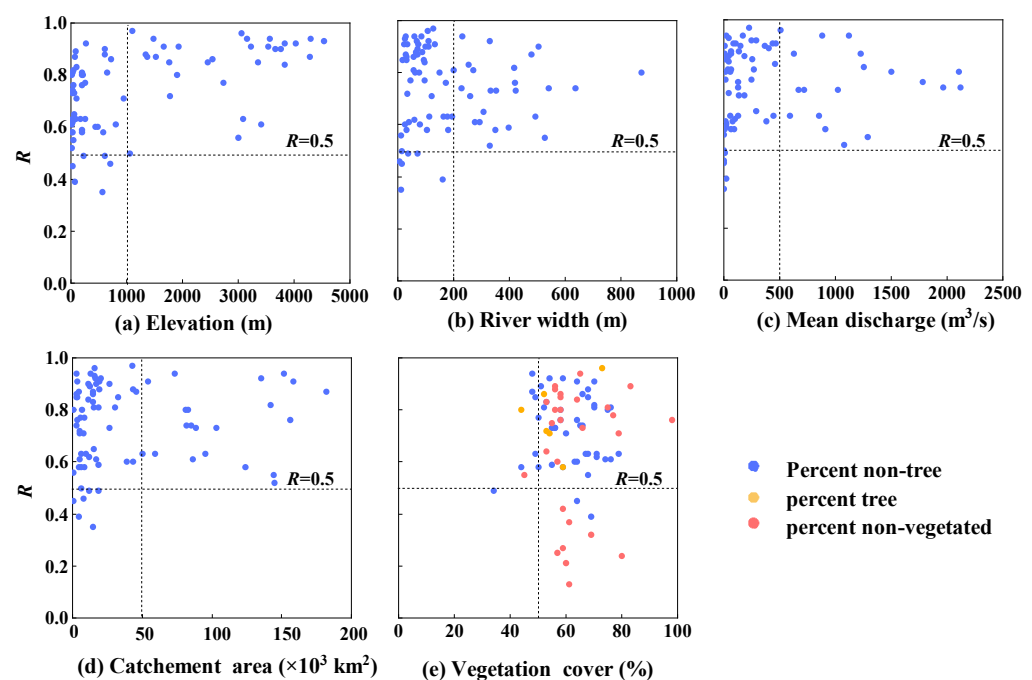 1.0
0.8
0.6
0.4
0.2
0.0
R
R=0.5
0 1000 2000 3000 4000 5000
(a) Elevation (m)
R=0.5
0 200 400 600 800 1000
(b) River width (m)
R=0.5
0 500 1000 1500 2000 2500
(c) Mean discharge (m³/s)
1.0
0.8
0.6
0.4
0.2
0.0
R
R=0.5
0 50 100 150 200
(d) Catchement area (×10³ km²)
R=0.5
0 20 40 60 80 100
(e) Vegetation cover (%)
Percent non-tree
percent tree
percent non-vegetated